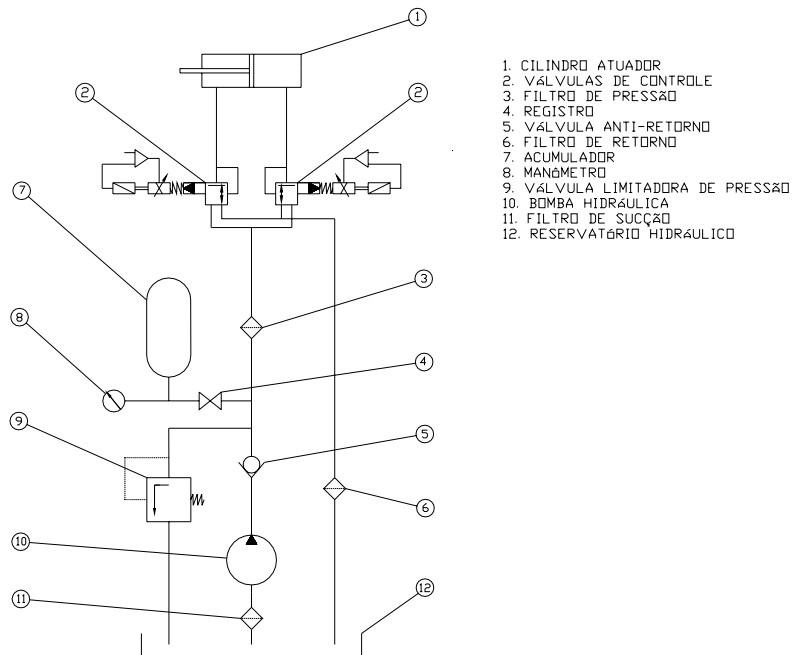 1
2
2
7
3
8
4
9
5
6
10
12
11
1. CILINDRO ATUADOR
2. VÁLVULAS DE CONTROLE
3. FILTRO DE PRESSÃO
4. REGISTRO
5. VÁLVULA ANTI-RETORNO
6. FILTRO DE RETORNO
7. ACUMULADOR
8. MANÔMETRO
9. VÁLVULA LIMITADORA DE PRESSÃO
10. BOMBA HIDRÁULICA
11. FILTRO DE SUCÇÃO
12. RESERVATÓRIO HIDRÁULICO